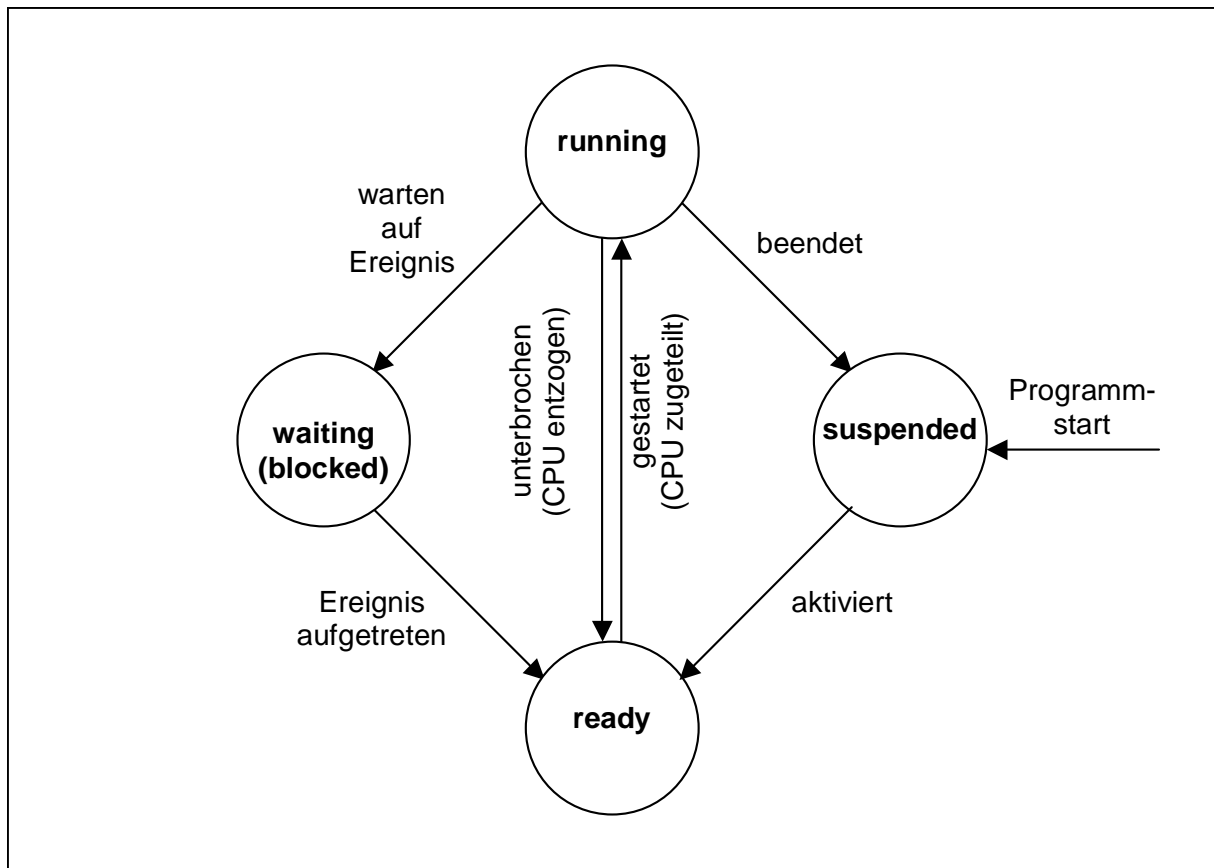 running
warten
auf
Ereignis
beendet
unterbrochen
(CPU entzogen)
gestartet
(CPU zugeteilt)
waiting
(blocked)
suspended
Programm-
start
Ereignis
aufgetreten
aktiviert
ready